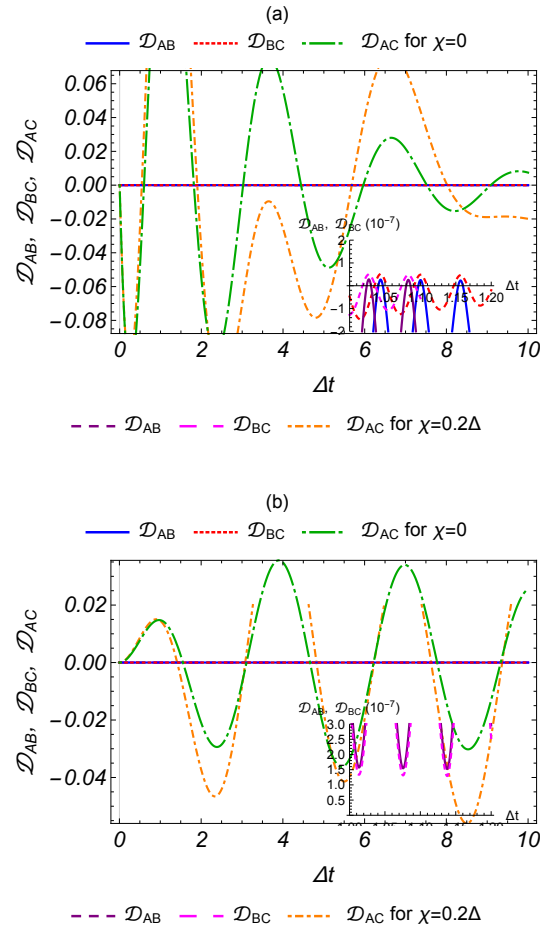 (a)
𝒟AB 𝒟BC 𝒟AC for χ=0
𝒟AB, 𝒟BC, 𝒟AC
0.06
0.04
0.02
0.00
-0.02
-0.04
-0.06
-0.08
𝒟AB, 𝒟BC (10⁻⁷)
2
1
-1
-2
1.05 1.10 1.15 1.20
Δt
0 2 4 6 8 10
Δt
𝒟AB 𝒟BC 𝒟AC for χ=0.2Δ
(b)
𝒟AB 𝒟BC 𝒟AC for χ=0
𝒟AB, 𝒟BC, 𝒟AC
0.02
0.00
-0.02
-0.04
𝒟AB, 𝒟BC (10⁻⁷)
3.0
2.5
2.0
1.5
1.0
0.5
Δt
0 2 4 6 8 10
Δt
𝒟AB 𝒟BC 𝒟AC for χ=0.2Δ